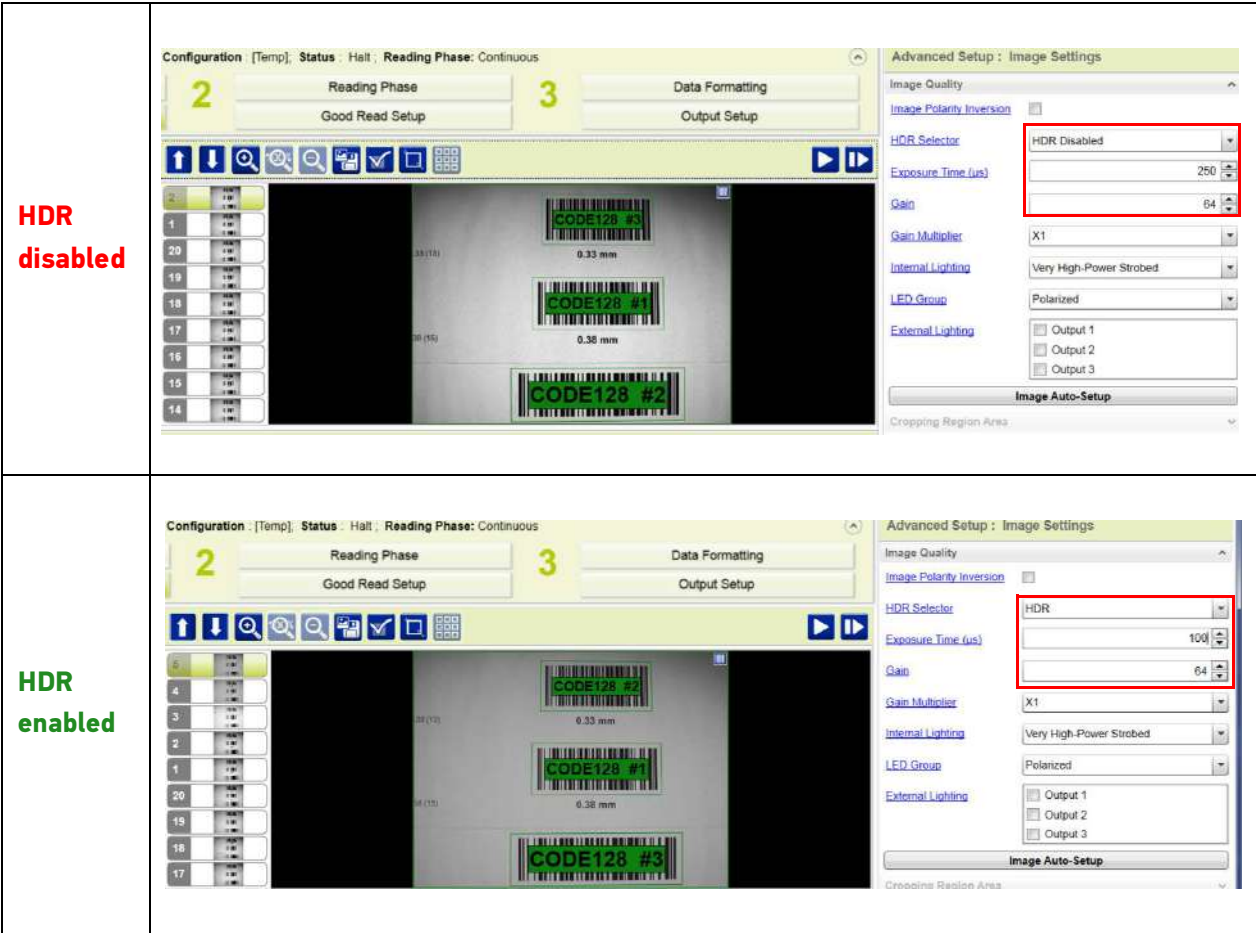 HDR
disabled
Configuration : [Temp]; Status : Halt ; Reading Phase: Continuous
2
Reading Phase
Good Read Setup
3
Data Formatting
Output Setup
2
1
20
19
18
17
16
15
14
CODE128 #3
0.33 mm
CODE128 #1
0.38 mm
CODE128 #2
Advanced Setup : Image Settings
Image Quality
Image Polarity Inversion
HDR Selector HDR Disabled
Exposure Time (µs) 250
Gain 64
Gain Multiplier X1
Internal Lighting Very High-Power Strobed
LED Group Polarized
External Lighting Output 1
Output 2
Output 3
Image Auto-Setup
Cropping Region Area
HDR
enabled
Configuration : [Temp]; Status : Halt ; Reading Phase: Continuous
2
Reading Phase
Good Read Setup
3
Data Formatting
Output Setup
5
4
3
2
1
20
19
18
17
CODE128 #2
0.33 mm
CODE128 #1
0.38 mm
CODE128 #3
Advanced Setup : Image Settings
Image Quality
Image Polarity Inversion
HDR Selector HDR
Exposure Time (µs) 100
Gain 64
Gain Multiplier X1
Internal Lighting Very High-Power Strobed
LED Group Polarized
External Lighting Output 1
Output 2
Output 3
Image Auto-Setup
Cropping Region Area